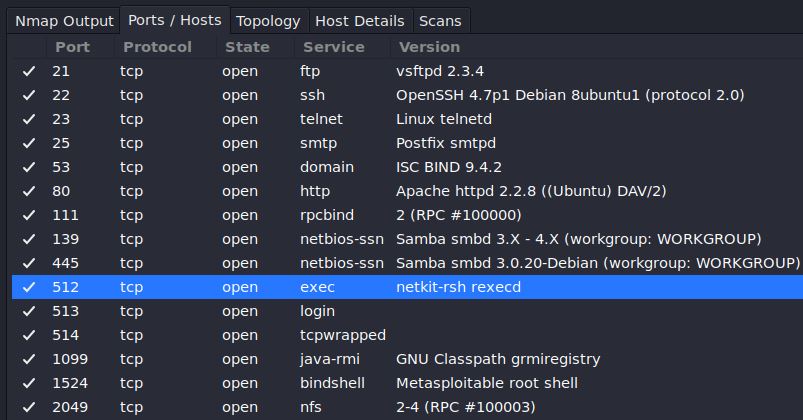 Nmap Output Ports / Hosts Topology Host Details Scans
Port Protocol State Service Version
21 tcp open ftp vsftpd 2.3.4
22 tcp open ssh OpenSSH 4.7p1 Debian 8ubuntu1 (protocol 2.0)
23 tcp open telnet Linux telnetd
25 tcp open smtp Postfix smtpd
53 tcp open domain ISC BIND 9.4.2
80 tcp open http Apache httpd 2.2.8 ((Ubuntu) DAV/2)
111 tcp open rpcbind 2 (RPC #100000)
139 tcp open netbios-ssn Samba smbd 3.X - 4.X (workgroup: WORKGROUP)
445 tcp open netbios-ssn Samba smbd 3.0.20-Debian (workgroup: WORKGROUP)
512 tcp open exec netkit-rsh rexecd
513 tcp open login
514 tcp open tcpwrapped
1099 tcp open java-rmi GNU Classpath grmiregistry
1524 tcp open bindshell Metasploitable root shell
2049 tcp open nfs 2-4 (RPC #100003)